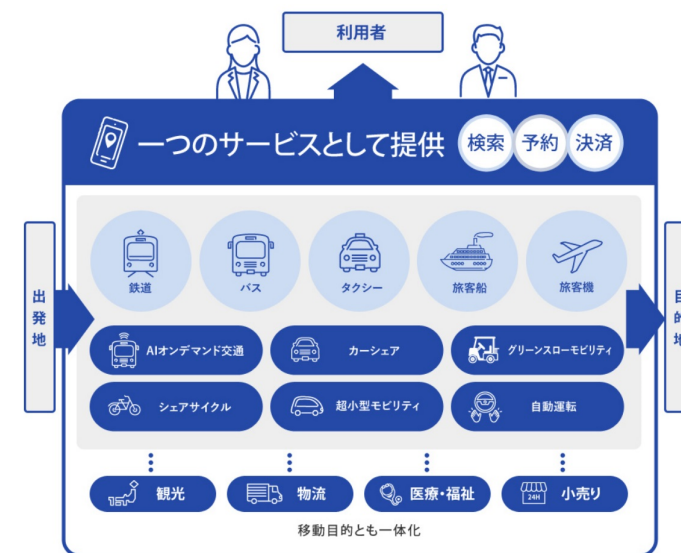 利用者
一つのサービスとして提供
検索
予約
決済
出発地
目的地
鉄道
バス
タクシー
旅客船
旅客機
AIオンデマンド交通
カーシェア
グリーンスローモビリティ
シェアサイクル
超小型モビリティ
自動運転
観光
物流
医療・福祉
24H
小売り
移動目的とも一体化